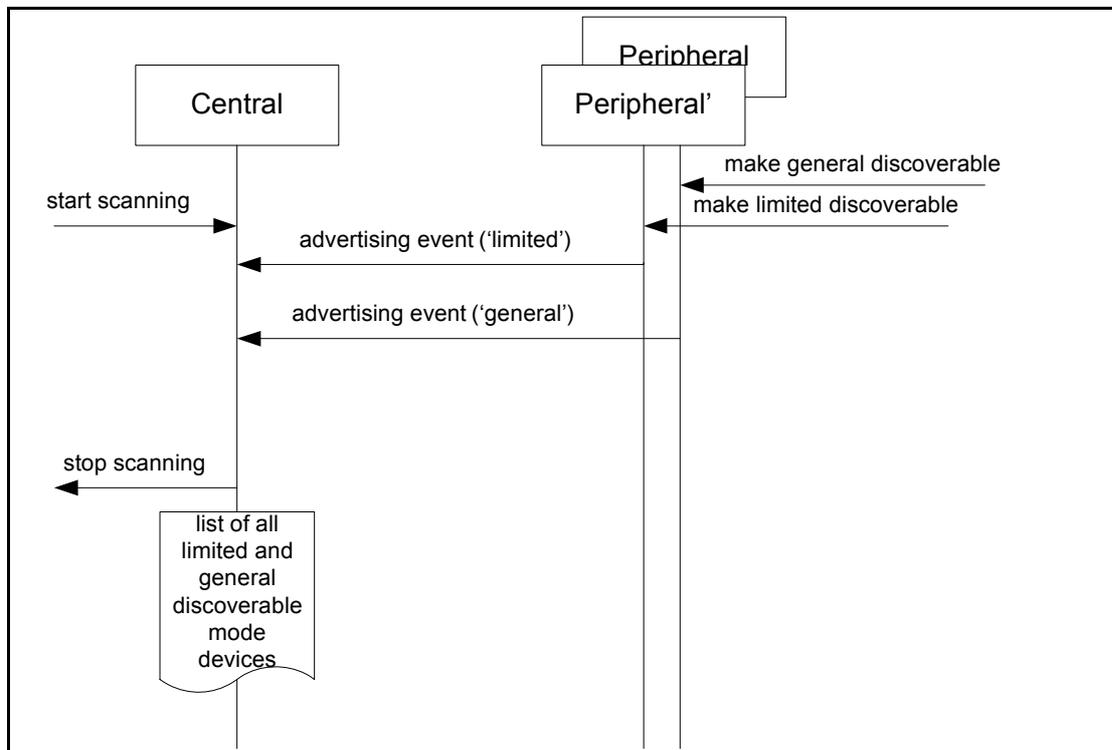 Peripheral
Central
Peripheral’
make general discoverable
start scanning
make limited discoverable
advertising event (‘limited’)
advertising event (‘general’)
stop scanning
list of all
limited and
general
discoverable
mode
devices